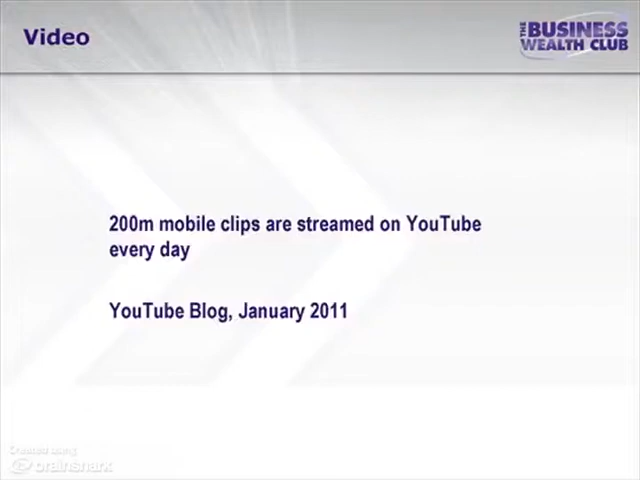 Video
THE BUSINESS
WEALTH CLUB
200m mobile clips are streamed on YouTube
every day
YouTube Blog, January 2011
Created using
brainshark